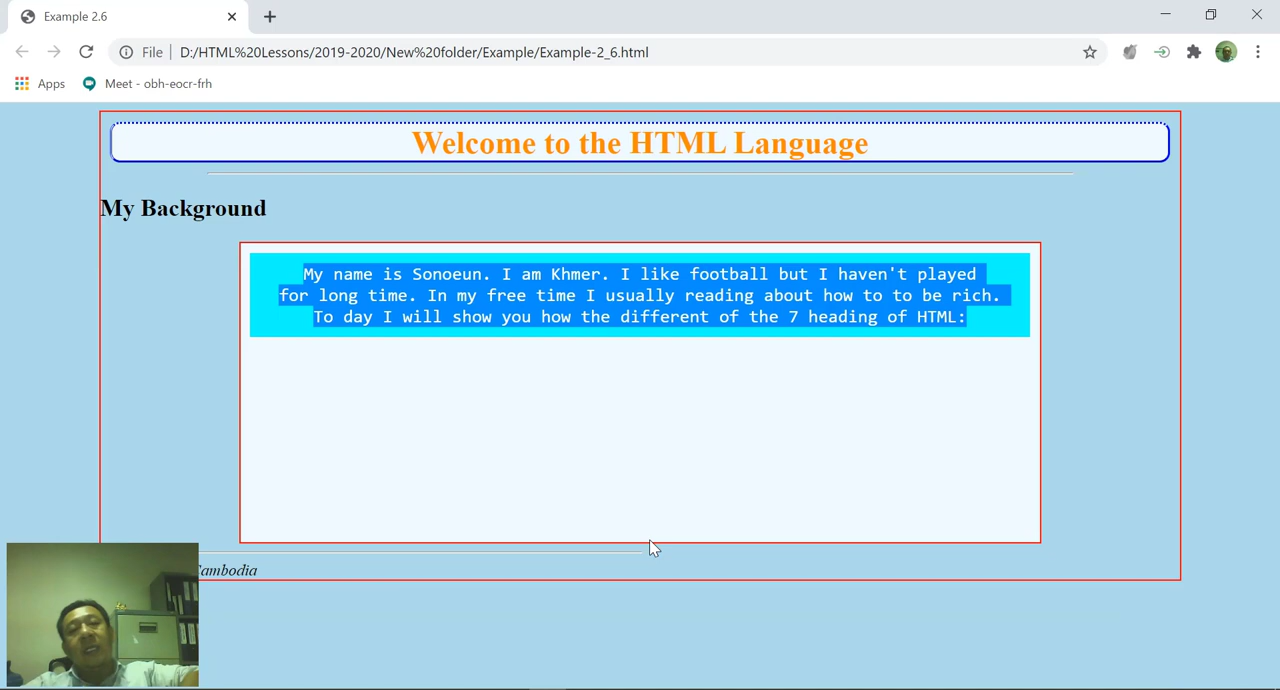 Example 2.6
File
D:/HTML%20Lessons/2019-2020/New%20folder/Example/Example-2_6.html
Apps
Meet - obh-eocr-frh
Welcome to the HTML Language
My Background
My name is Sonoeun. I am Khmer. I like football but I haven't played
for long time. In my free time I usually reading about how to to be rich.
To day I will show you how the different of the 7 heading of HTML:
Cambodia